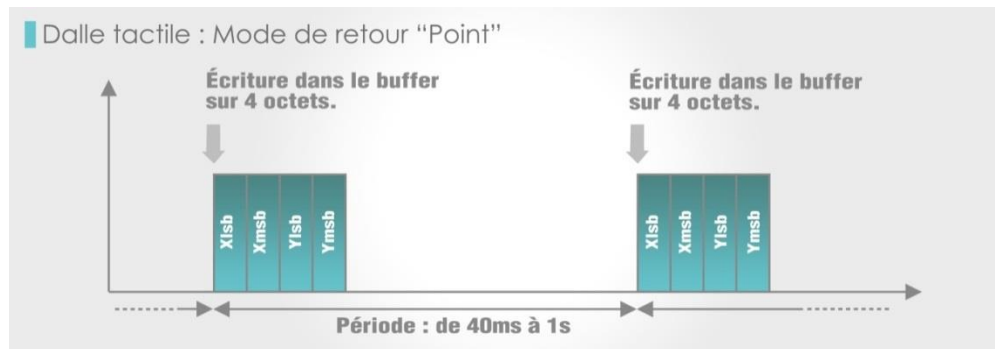 Dalle tactile : Mode de retour “Point”
Écriture dans le buffer
sur 4 octets.
Écriture dans le buffer
sur 4 octets.
Xlsb
Xmsb
Ylsb
Ymsb
Xlsb
Xmsb
Ylsb
Ymsb
Période : de 40ms à 1s